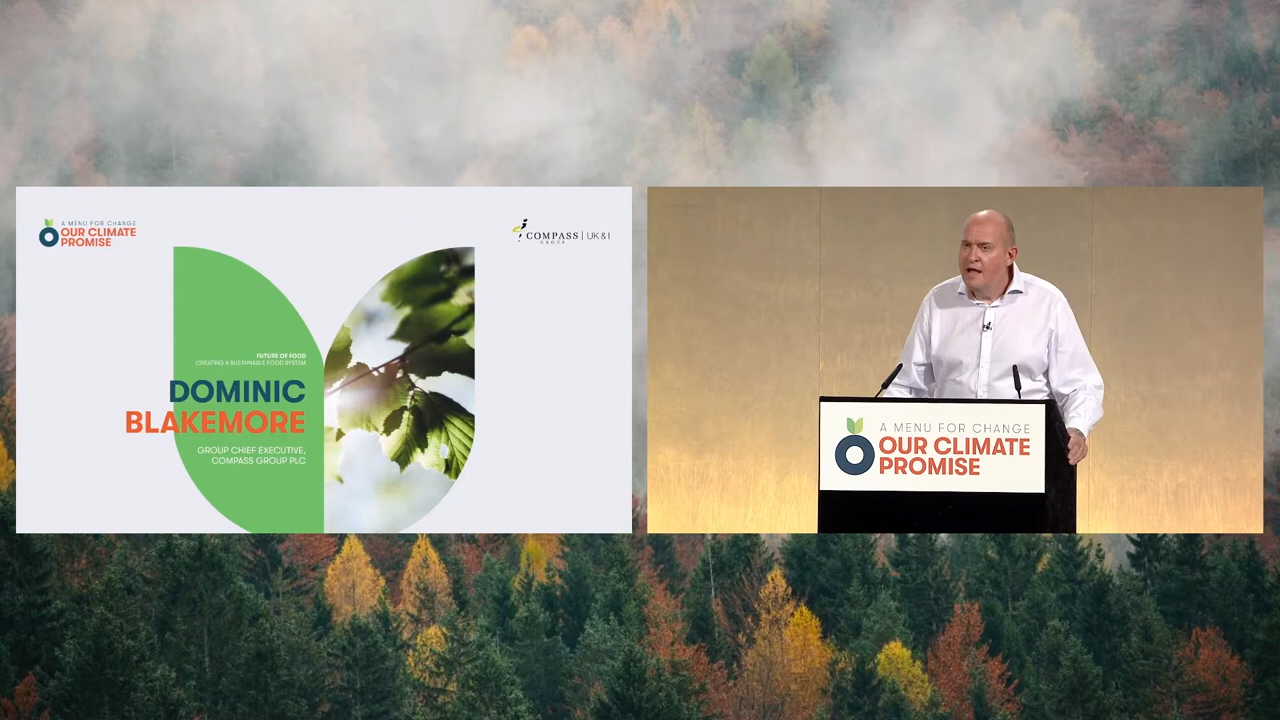 A MENU FOR CHANGE
OUR CLIMATE
PROMISE
COMPASS
GROUP
UK&I
FUTURE OF FOOD
CREATING A SUSTAINABLE FOOD SYSTEM
DOMINIC
BLAKEMORE
GROUP CHIEF EXECUTIVE,
COMPASS GROUP PLC
A MENU FOR CHANGE
OUR CLIMATE
PROMISE